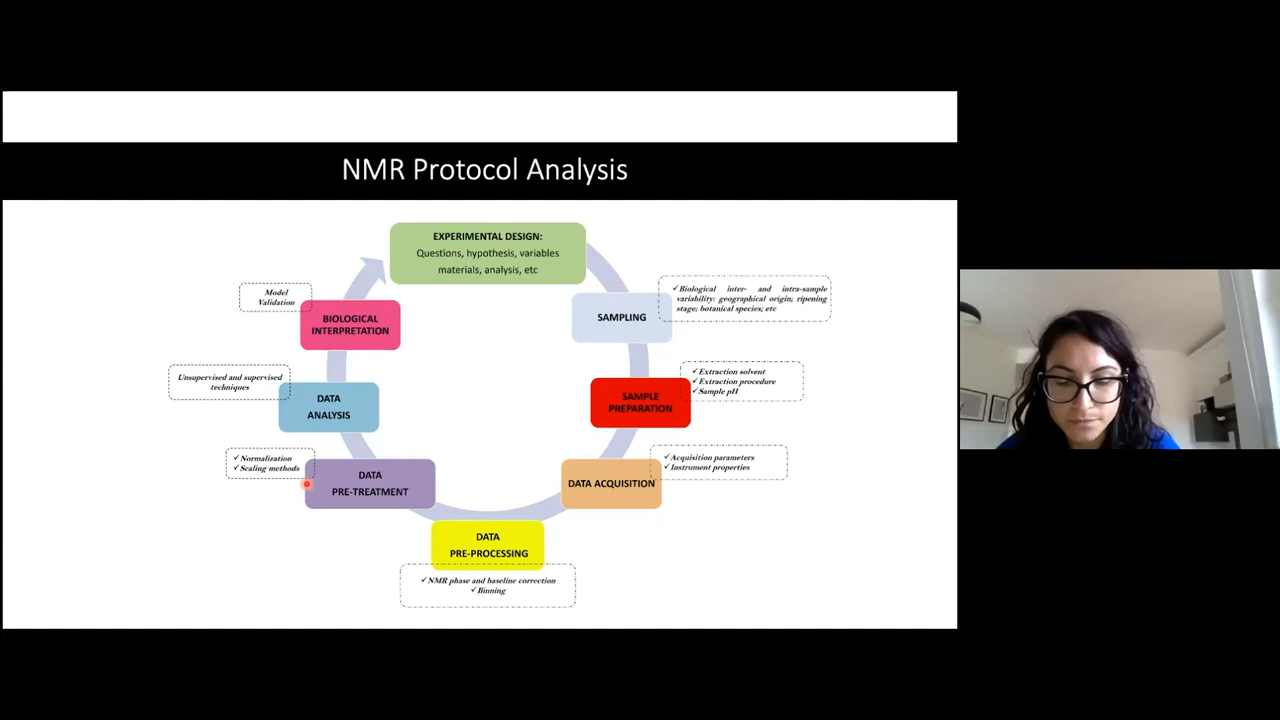 NMR Protocol Analysis
EXPERIMENTAL DESIGN:
Questions, hypothesis, variables
materials, analysis, etc
SAMPLING
✓Biological inter- and intra-sample
variability: geographical origin; ripening
stage; botanical species; etc
SAMPLE
PREPARATION
✓Extraction solvent
✓Extraction procedure
✓Sample pH
DATA ACQUISITION
✓Acquisition parameters
✓Instrument properties
DATA
PRE-PROCESSING
✓NMR phase and baseline correction
✓Binning
DATA
PRE-TREATMENT
✓Normalization
✓Scaling methods
DATA
ANALYSIS
Unsupervised and supervised
techniques
BIOLOGICAL
INTERPRETATION
Model
Validation